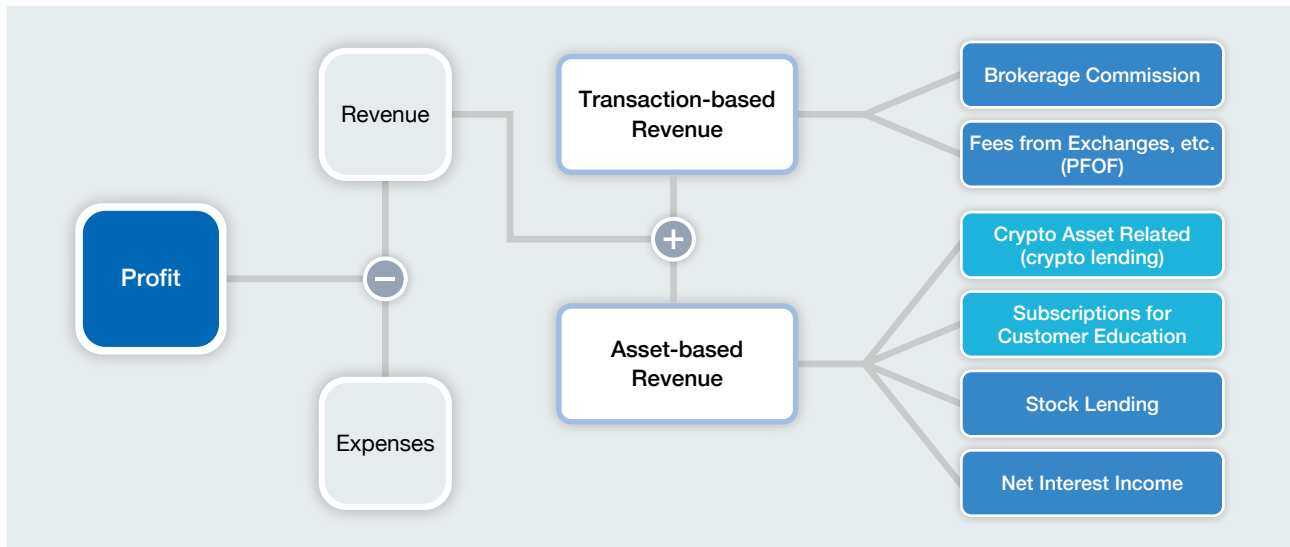 Profit
Revenue
−
Expenses
Transaction-based
Revenue
+
Asset-based
Revenue
Brokerage Commission
Fees from Exchanges, etc.
(PFOF)
Crypto Asset Related
(crypto lending)
Subscriptions for
Customer Education
Stock Lending
Net Interest Income